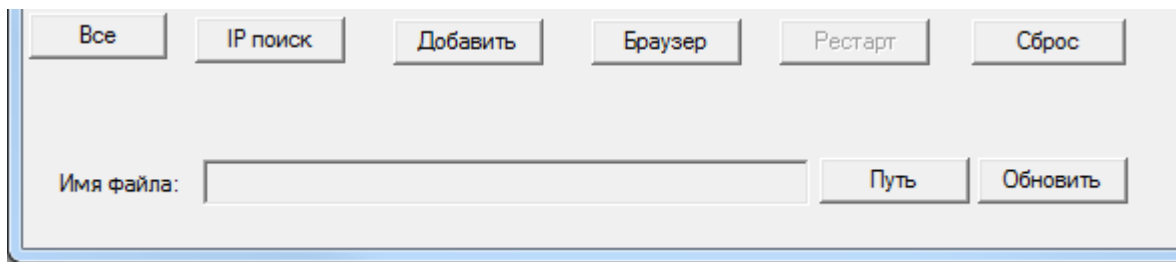 Все IP поиск Добавить Браузер Рестарт Сброс
Имя файла: Путь Обновить